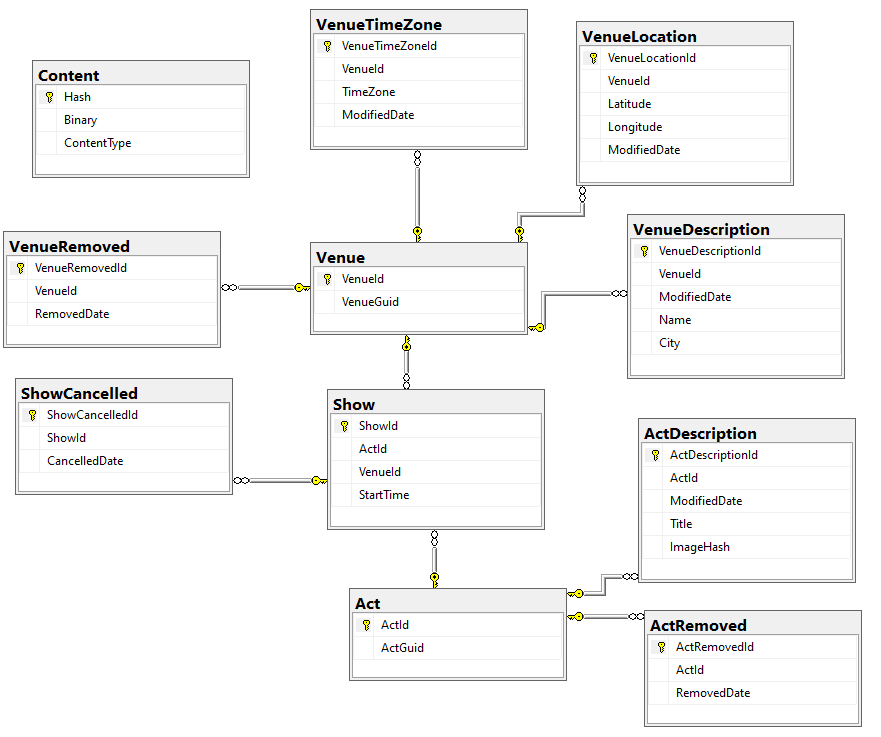 VenueTimeZone
VenueTimeZoneId
VenueId
TimeZone
ModifiedDate
VenueLocation
VenueLocationId
VenueId
Latitude
Longitude
ModifiedDate
Content
Hash
Binary
ContentType
VenueRemoved
VenueRemovedId
VenueId
RemovedDate
Venue
VenueId
VenueGuid
VenueDescription
VenueDescriptionId
VenueId
ModifiedDate
Name
City
ShowCancelled
ShowCancelledId
ShowId
CancelledDate
Show
ShowId
ActId
VenueId
StartTime
ActDescription
ActDescriptionId
ActId
ModifiedDate
Title
ImageHash
Act
ActId
ActGuid
ActRemoved
ActRemovedId
ActId
RemovedDate